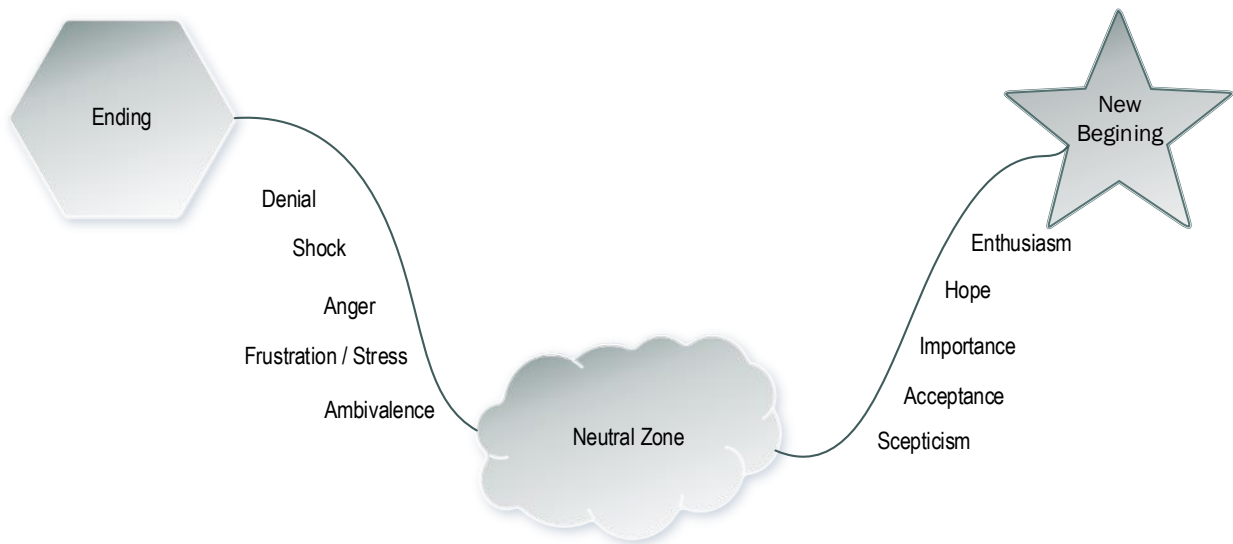 Ending
Denial
Shock
Anger
Frustration / Stress
Ambivalence
Neutral Zone
New
Begining
Enthusiasm
Hope
Importance
Acceptance
Scepticism